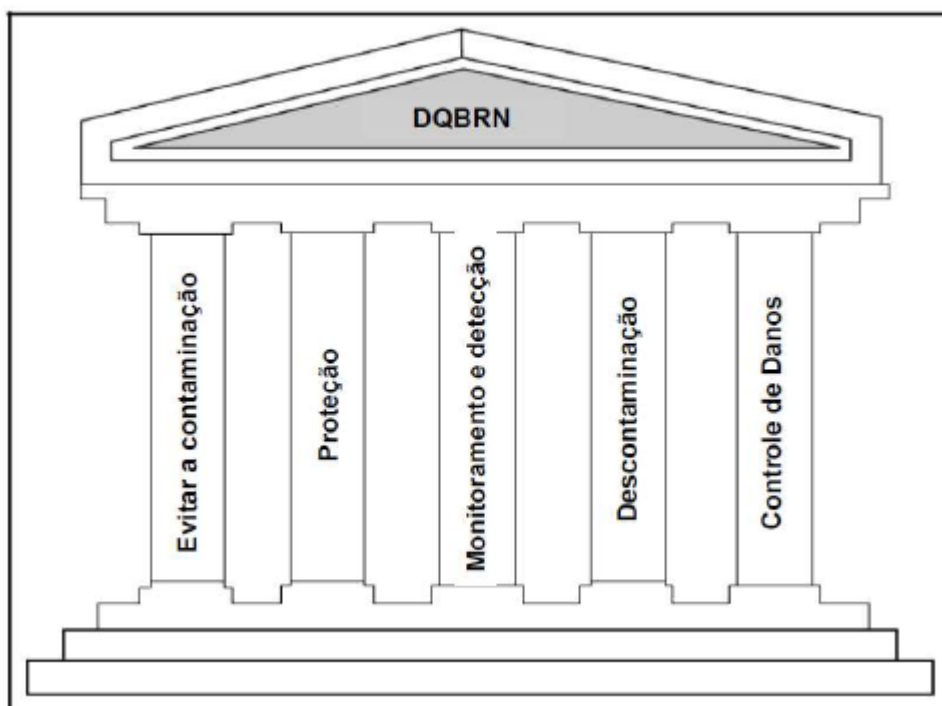 DQBRN
Evitar a contaminação
Proteção
Monitoramento e detecção
Descontaminação
Controle de Danos